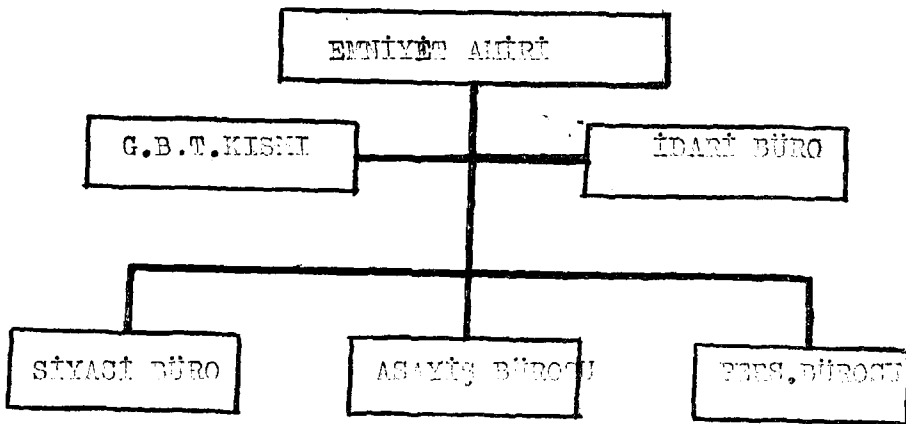 EMNİYET AMİRİ
G.B.T.KISMI
İDARİ BÜRO
SİYASİ BÜRO
ASAYİŞ BÜROSU
PERS.BÜROSU